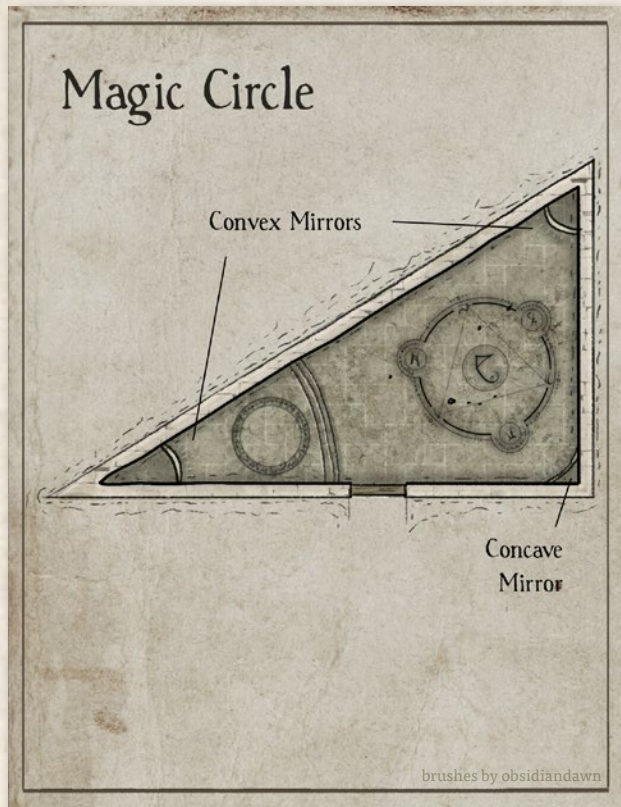 Magic Circle
Convex Mirrors
Concave
Mirror
brushes by obsidiandawn